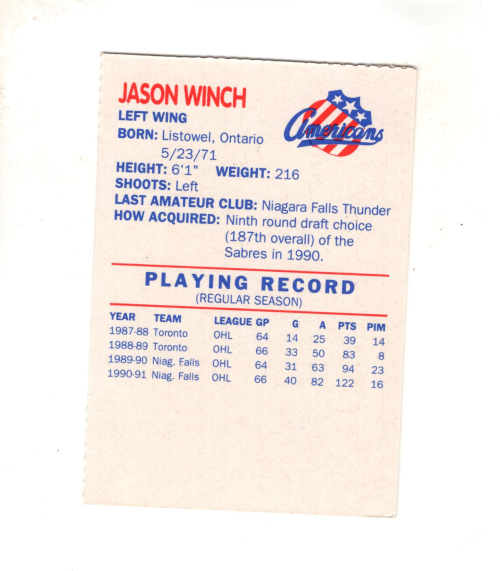 JASON WINCH
Americans
LEFT WING
BORN: Listowel, Ontario
5/23/71
HEIGHT: 6'1" WEIGHT: 216
SHOOTS: Left
LAST AMATEUR CLUB: Niagara Falls Thunder
HOW ACQUIRED: Ninth round draft choice
(187th overall) of the
Sabres in 1990.
PLAYING RECORD
(REGULAR SEASON)
YEAR TEAM LEAGUE GP G A PTS PIM
1987-88 Toronto OHL 64 14 25 39 14
1988-89 Toronto OHL 66 33 50 83 8
1989-90 Niag. Falls OHL 64 31 63 94 23
1990-91 Niag. Falls OHL 66 40 82 122 16